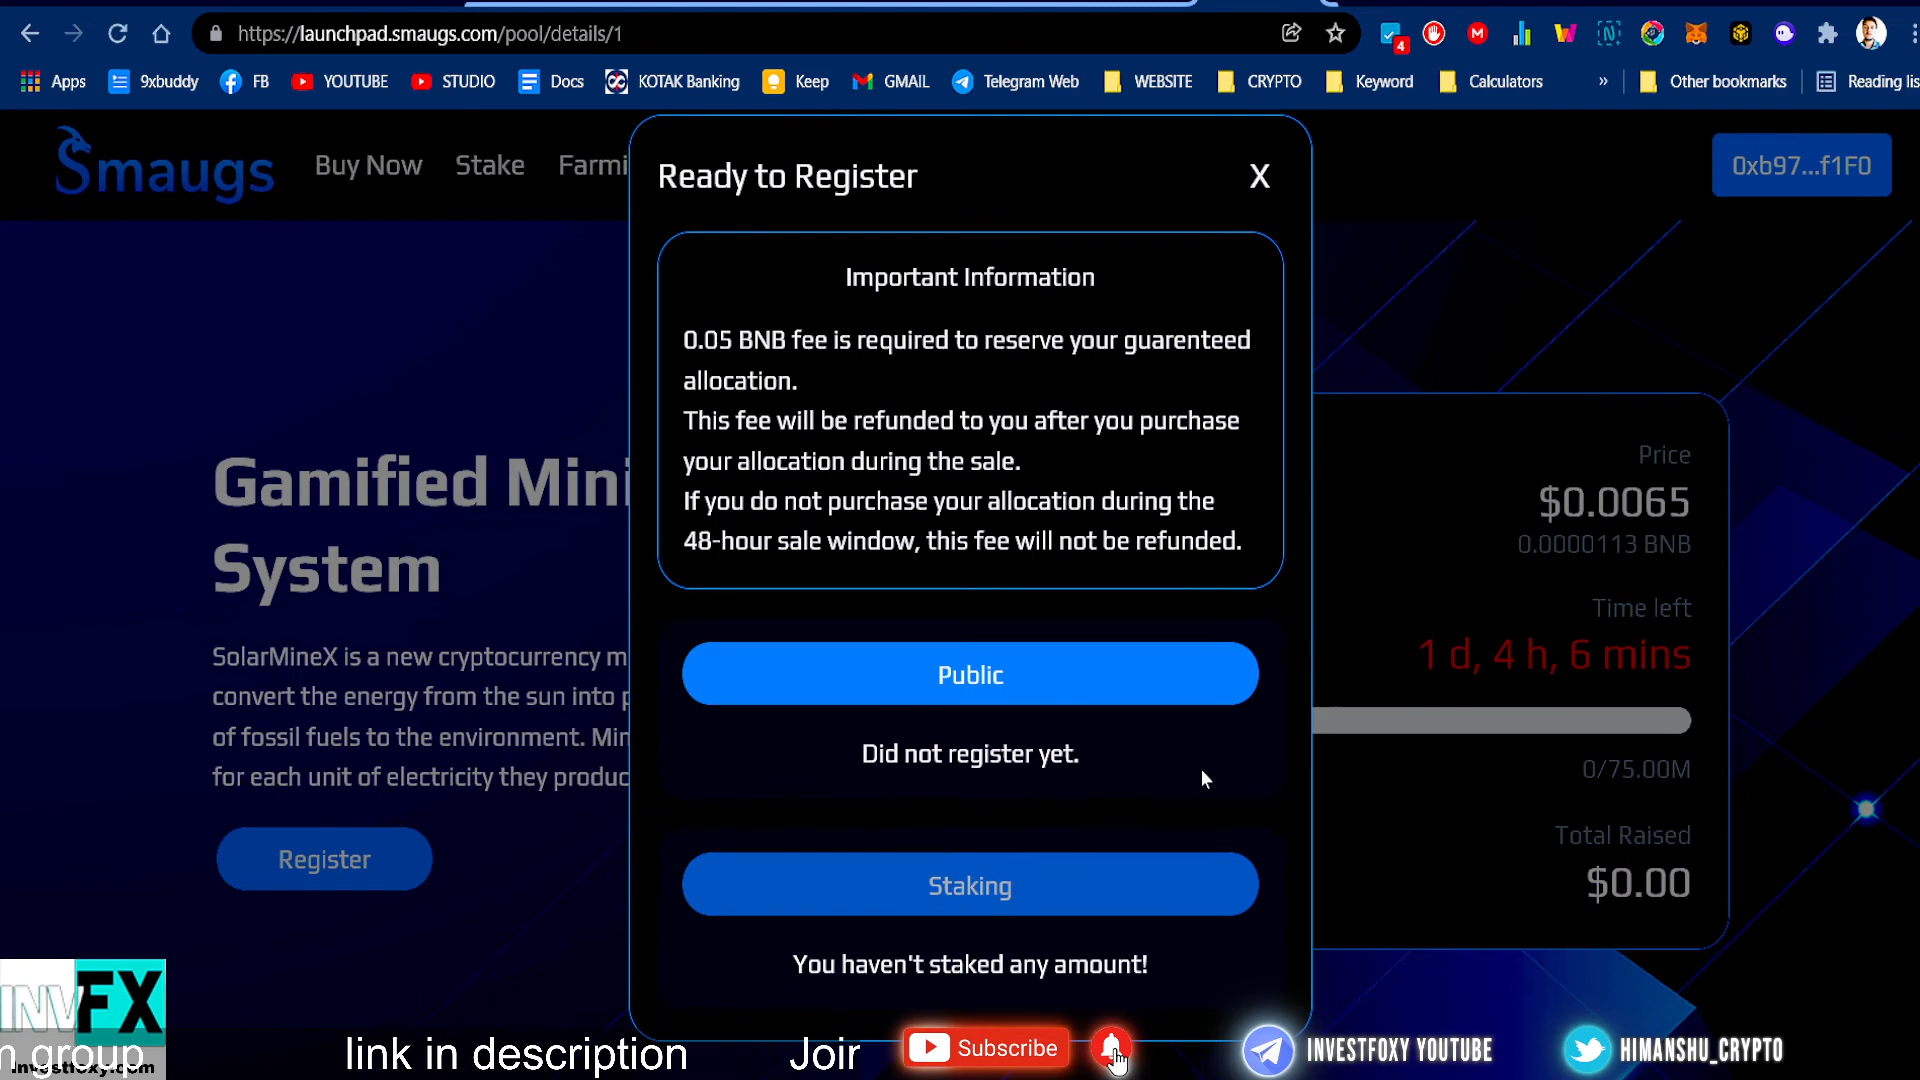 https://launchpad.smaugs.com/pool/details/1
4
Apps 9xbuddy FB YOUTUBE STUDIO Docs KOTAK Banking Keep GMAIL Telegram Web WEBSITE CRYPTO Keyword Calculators » Other bookmarks Reading lis
Smaugs Buy Now Stake Farmi
0xb97...f1F0
Ready to Register X
Important Information
0.05 BNB fee is required to reserve your guarenteed
allocation.
This fee will be refunded to you after you purchase
your allocation during the sale.
If you do not purchase your allocation during the
48-hour sale window, this fee will not be refunded.
Public
Did not register yet.
Staking
You haven't staked any amount!
Gamified Mini
System
SolarMineX is a new cryptocurrency m
convert the energy from the sun into p
of fossil fuels to the environment. Min
for each unit of electricity they produc
Register
Price
$0.0065
0.0000113 BNB
Time left
1 d, 4 h, 6 mins
0/75.00M
Total Raised
$0.00
INVFX
Investfoxy.com
m group link in description Joir
Subscribe
INVESTFOXY YOUTUBE
HIMANSHU_CRYPTO